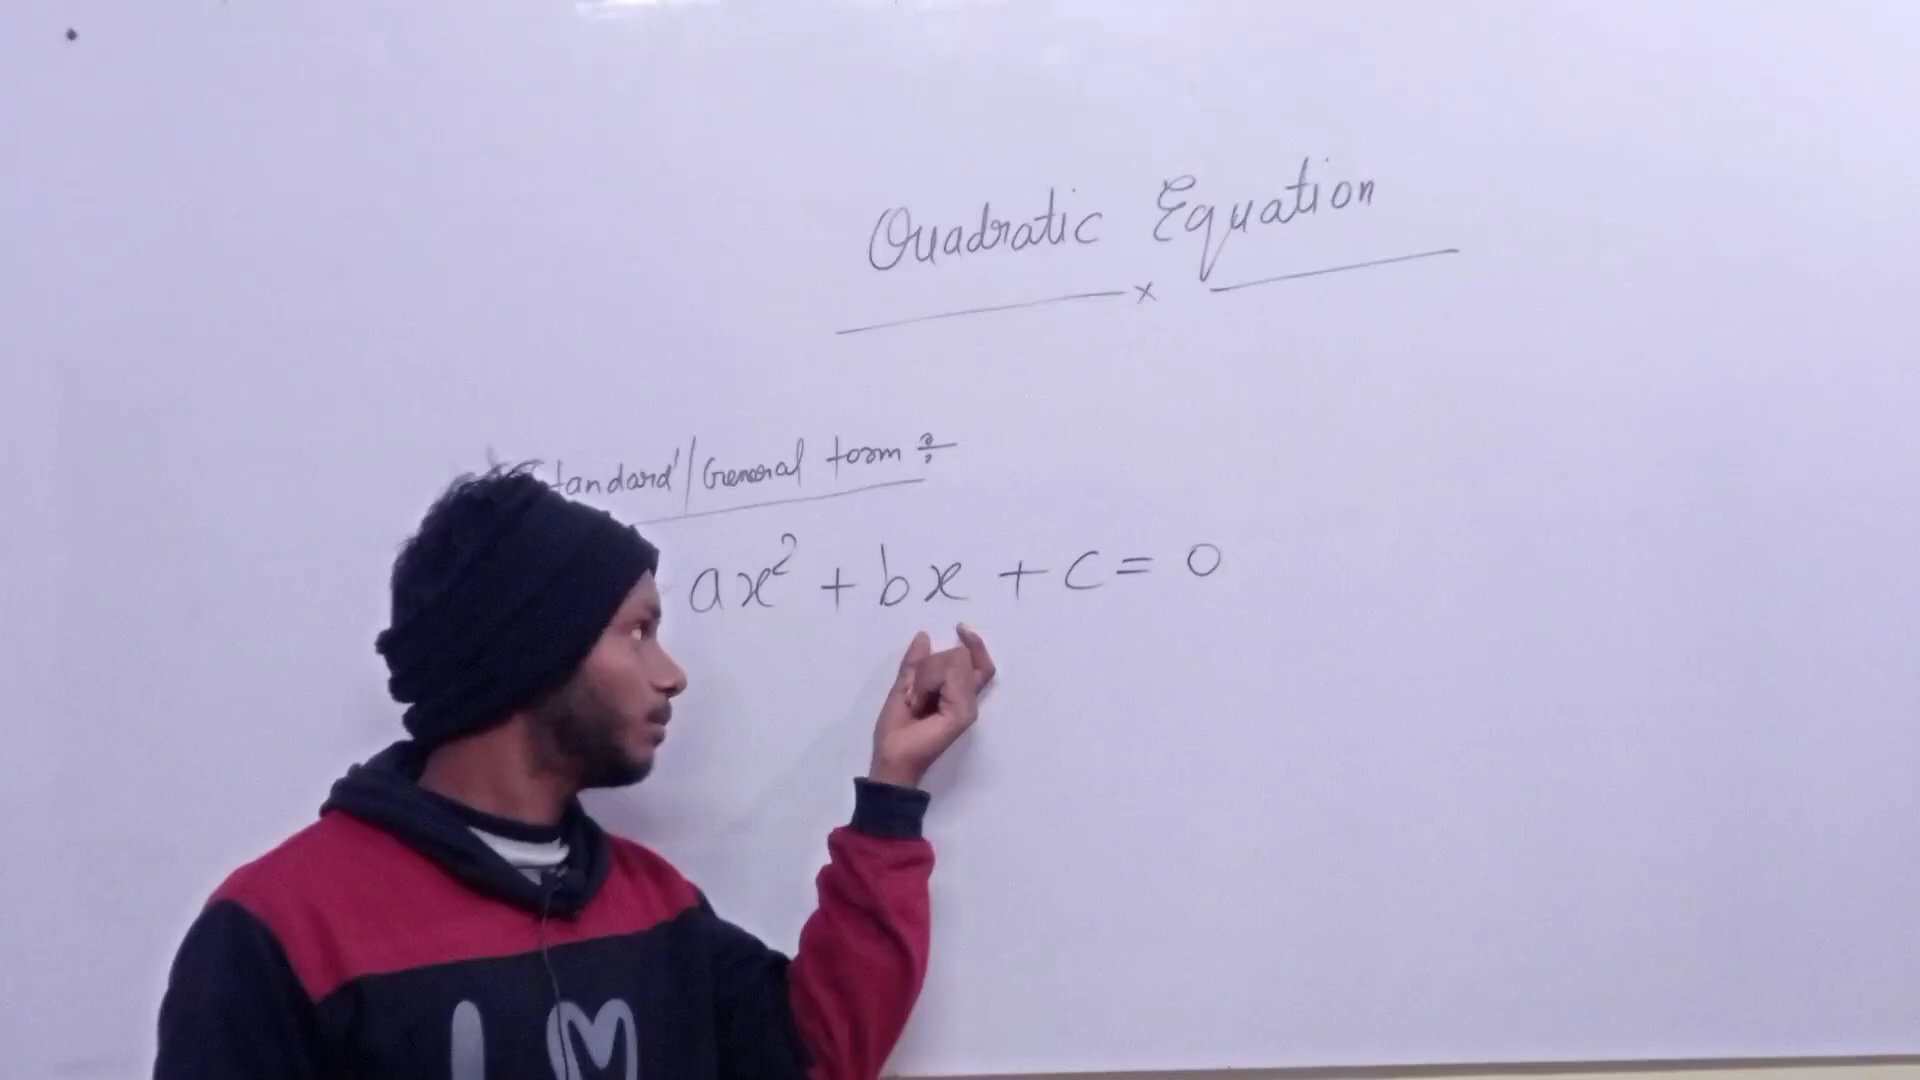 Quadratic Equation
x
tandard/General form :
ax² + bx + c = 0